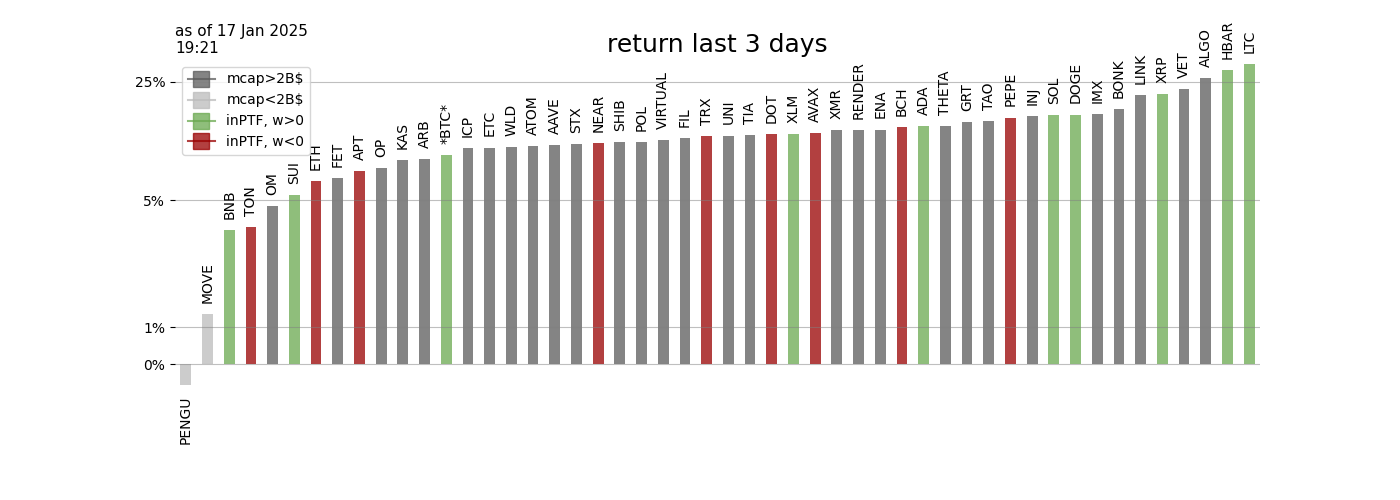 as of 17 Jan 2025
19:21
return last 3 days
mcap>2B$
mcap<2B$
inPTF, w>0
inPTF, w<0
25%
5%
1%
0%
PENGU
MOVE
BNB
TON
OM
SUI
ETH
FET
APT
OP
KAS
ARB
*BTC*
ICP
ETC
WLD
ATOM
AAVE
STX
NEAR
SHIB
POL
VIRTUAL
FIL
TRX
UNI
TIA
DOT
XLM
AVAX
XMR
RENDER
ENA
BCH
ADA
THETA
GRT
TAO
PEPE
INJ
SOL
DOGE
IMX
BONK
LINK
XRP
VET
ALGO
HBAR
LTC